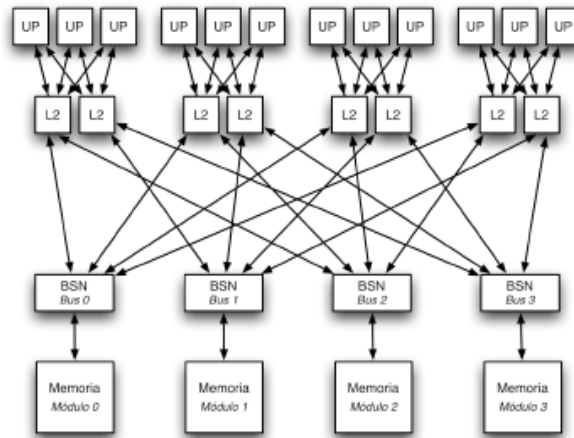 UP UP UP UP UP UP UP UP UP UP UP UP
L2 L2 L2 L2 L2 L2 L2 L2
BSN BSN BSN BSN
Bus 0 Bus 1 Bus 2 Bus 3
Memoria Memoria Memoria Memoria
Módulo 0 Módulo 1 Módulo 2 Módulo 3